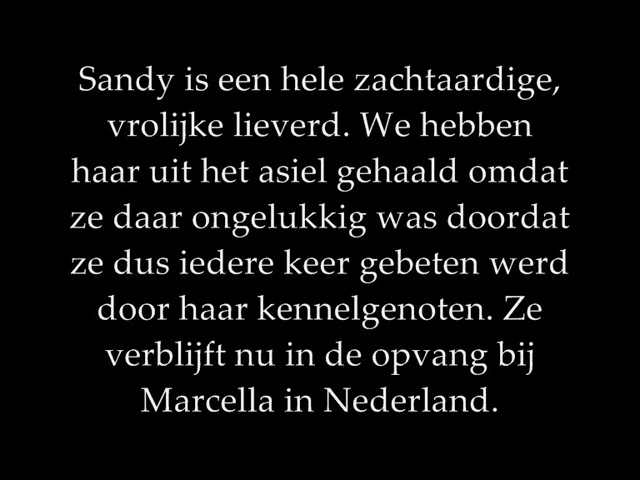 Sandy is een hele zachtaardige,
vrolijke lieverd. We hebben
haar uit het asiel gehaald omdat
ze daar ongelukkig was doordat
ze dus iedere keer gebeten werd
door haar kennelgenoten. Ze
verblijft nu in de opvang bij
Marcella in Nederland.